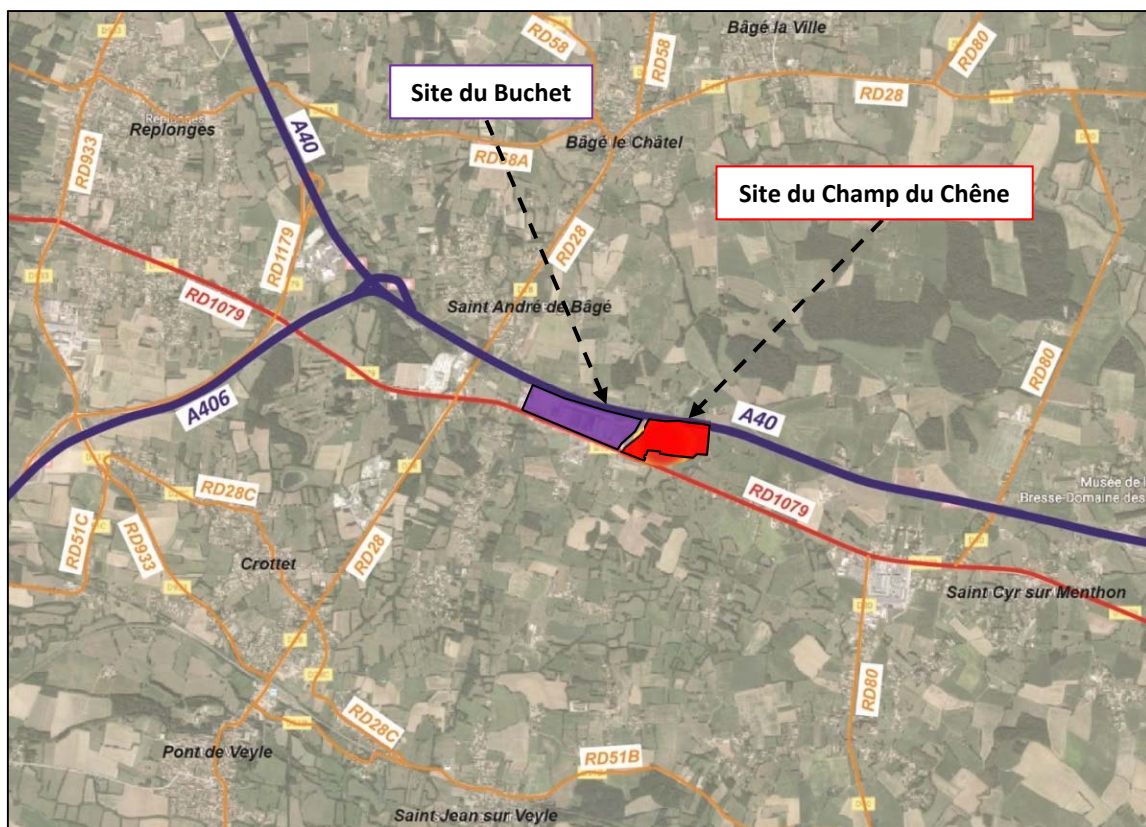 Bâgé la Ville
RD58
RD58
RD80
Site du Buchet
RD28
RD933
Replonges
A40
RD58A
Bâgé le Châtel
Site du Champ du Chêne
RD1179
RD28
RD1079
Saint André de Bâgé
RD80
A406
A40
Musée de l
Bresse-Domaine des
RD28C
RD1079
RD51C
RD933
RD28
Crottet
Saint Cyr sur Menthon
RD80
RD28C
Pont de Veyle
RD51B
Saint Jean sur Veyle